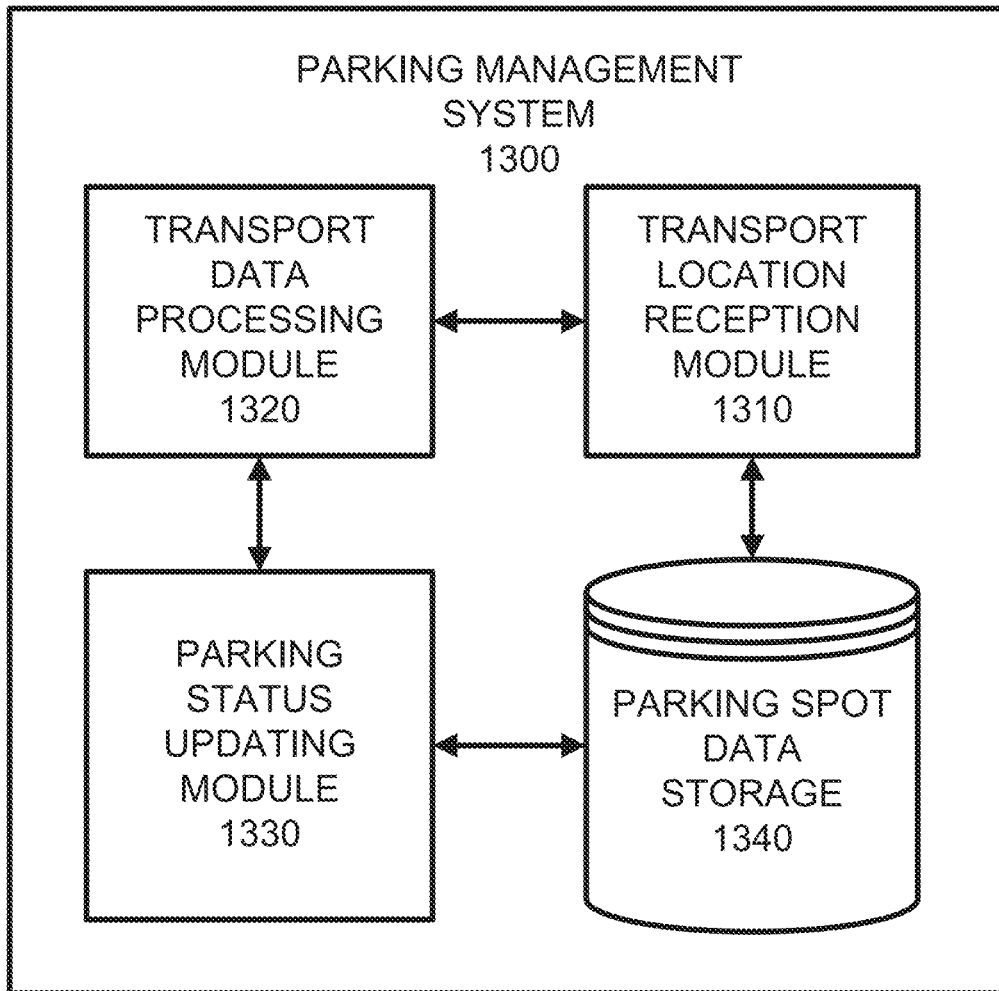 PARKING MANAGEMENT
SYSTEM
1300
TRANSPORT
DATA
PROCESSING
MODULE
1320
TRANSPORT
LOCATION
RECEPTION
MODULE
1310
PARKING
STATUS
UPDATING
MODULE
1330
PARKING SPOT
DATA
STORAGE
1340